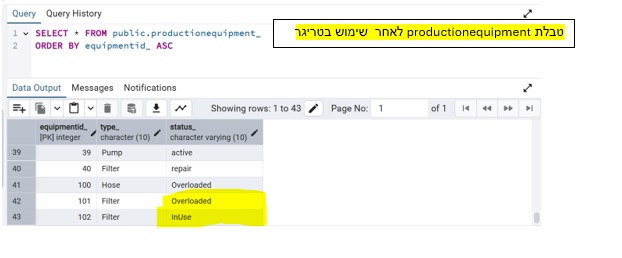 Query Query History
1 SELECT * FROM public.productionequipment_
2 ORDER BY equipmentid_ ASC
טבלת productionequipment לאחר שימוש בטריגר
Data Output Messages Notifications
Showing rows: 1 to 43 Page No: 1 of 1
equipmentid_ type_ status_
[PK] integer character (10) character varying (10)
39 39 Pump active
40 40 Filter repair
41 100 Hose Overloaded
42 101 Filter Overloaded
43 102 Filter InUse